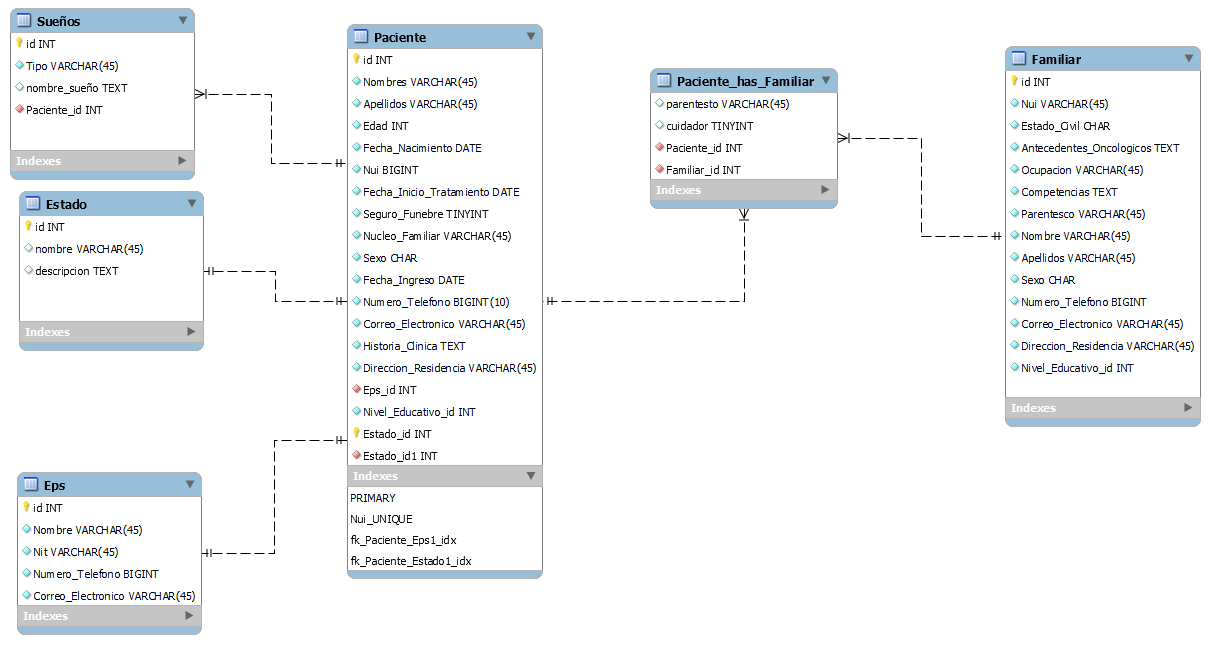 Sueños
id INT
Tipo VARCHAR(45)
nombre_sueño TEXT
Paciente_id INT
Indexes
Estado
id INT
nombre VARCHAR(45)
descripcion TEXT
Indexes
Eps
id INT
Nombre VARCHAR(45)
Nit VARCHAR(45)
Numero_Telefono BIGINT
Correo_Electronico VARCHAR(45)
Indexes
Paciente
id INT
Nombres VARCHAR(45)
Apellidos VARCHAR(45)
Edad INT
Fecha_Nacimiento DATE
Nui BIGINT
Fecha_Inicio_Tratamiento DATE
Seguro_Funebre TINYINT
Nucleo_Familiar VARCHAR(45)
Sexo CHAR
Fecha_Ingreso DATE
Numero_Telefono BIGINT(10)
Correo_Electronico VARCHAR(45)
Historia_Clinica TEXT
Direccion_Residencia VARCHAR(45)
Eps_id INT
Nivel_Educativo_id INT
Estado_id INT
Estado_id1 INT
Indexes
PRIMARY
Nui_UNIQUE
fk_Paciente_Eps1_idx
fk_Paciente_Estado1_idx
Paciente_has_Familiar
parentesto VARCHAR(45)
cuidador TINYINT
Paciente_id INT
Familiar_id INT
Indexes
Familiar
id INT
Nui VARCHAR(45)
Estado_Civil CHAR
Antecedentes_Oncologicos TEXT
Ocupacion VARCHAR(45)
Competencias TEXT
Parentesco VARCHAR(45)
Nombre VARCHAR(45)
Apellidos VARCHAR(45)
Sexo CHAR
Numero_Telefono BIGINT
Correo_Electronico VARCHAR(45)
Direccion_Residencia VARCHAR(45)
Nivel_Educativo_id INT
Indexes